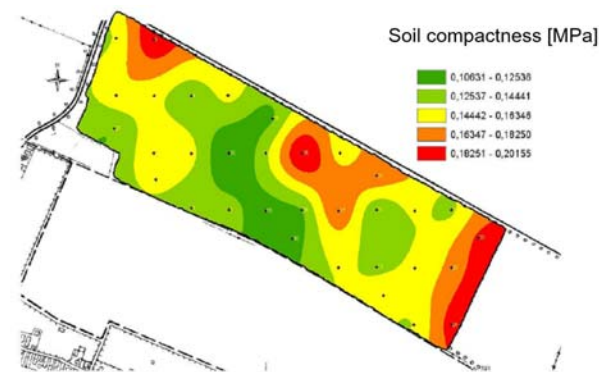 Soil compactness [MPa]
0,10631 - 0,12536
0,12537 - 0,14441
0,14442 - 0,16346
0,16347 - 0,18250
0,18251 - 0,20155